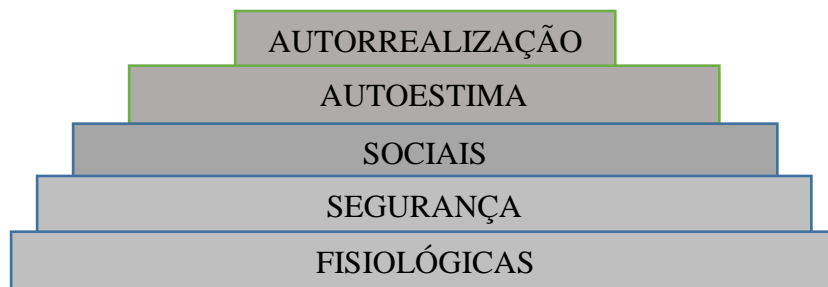 AUTORREALIZAÇÃO
AUTOESTIMA
SOCIAIS
SEGURANÇA
FISIOLÓGICAS